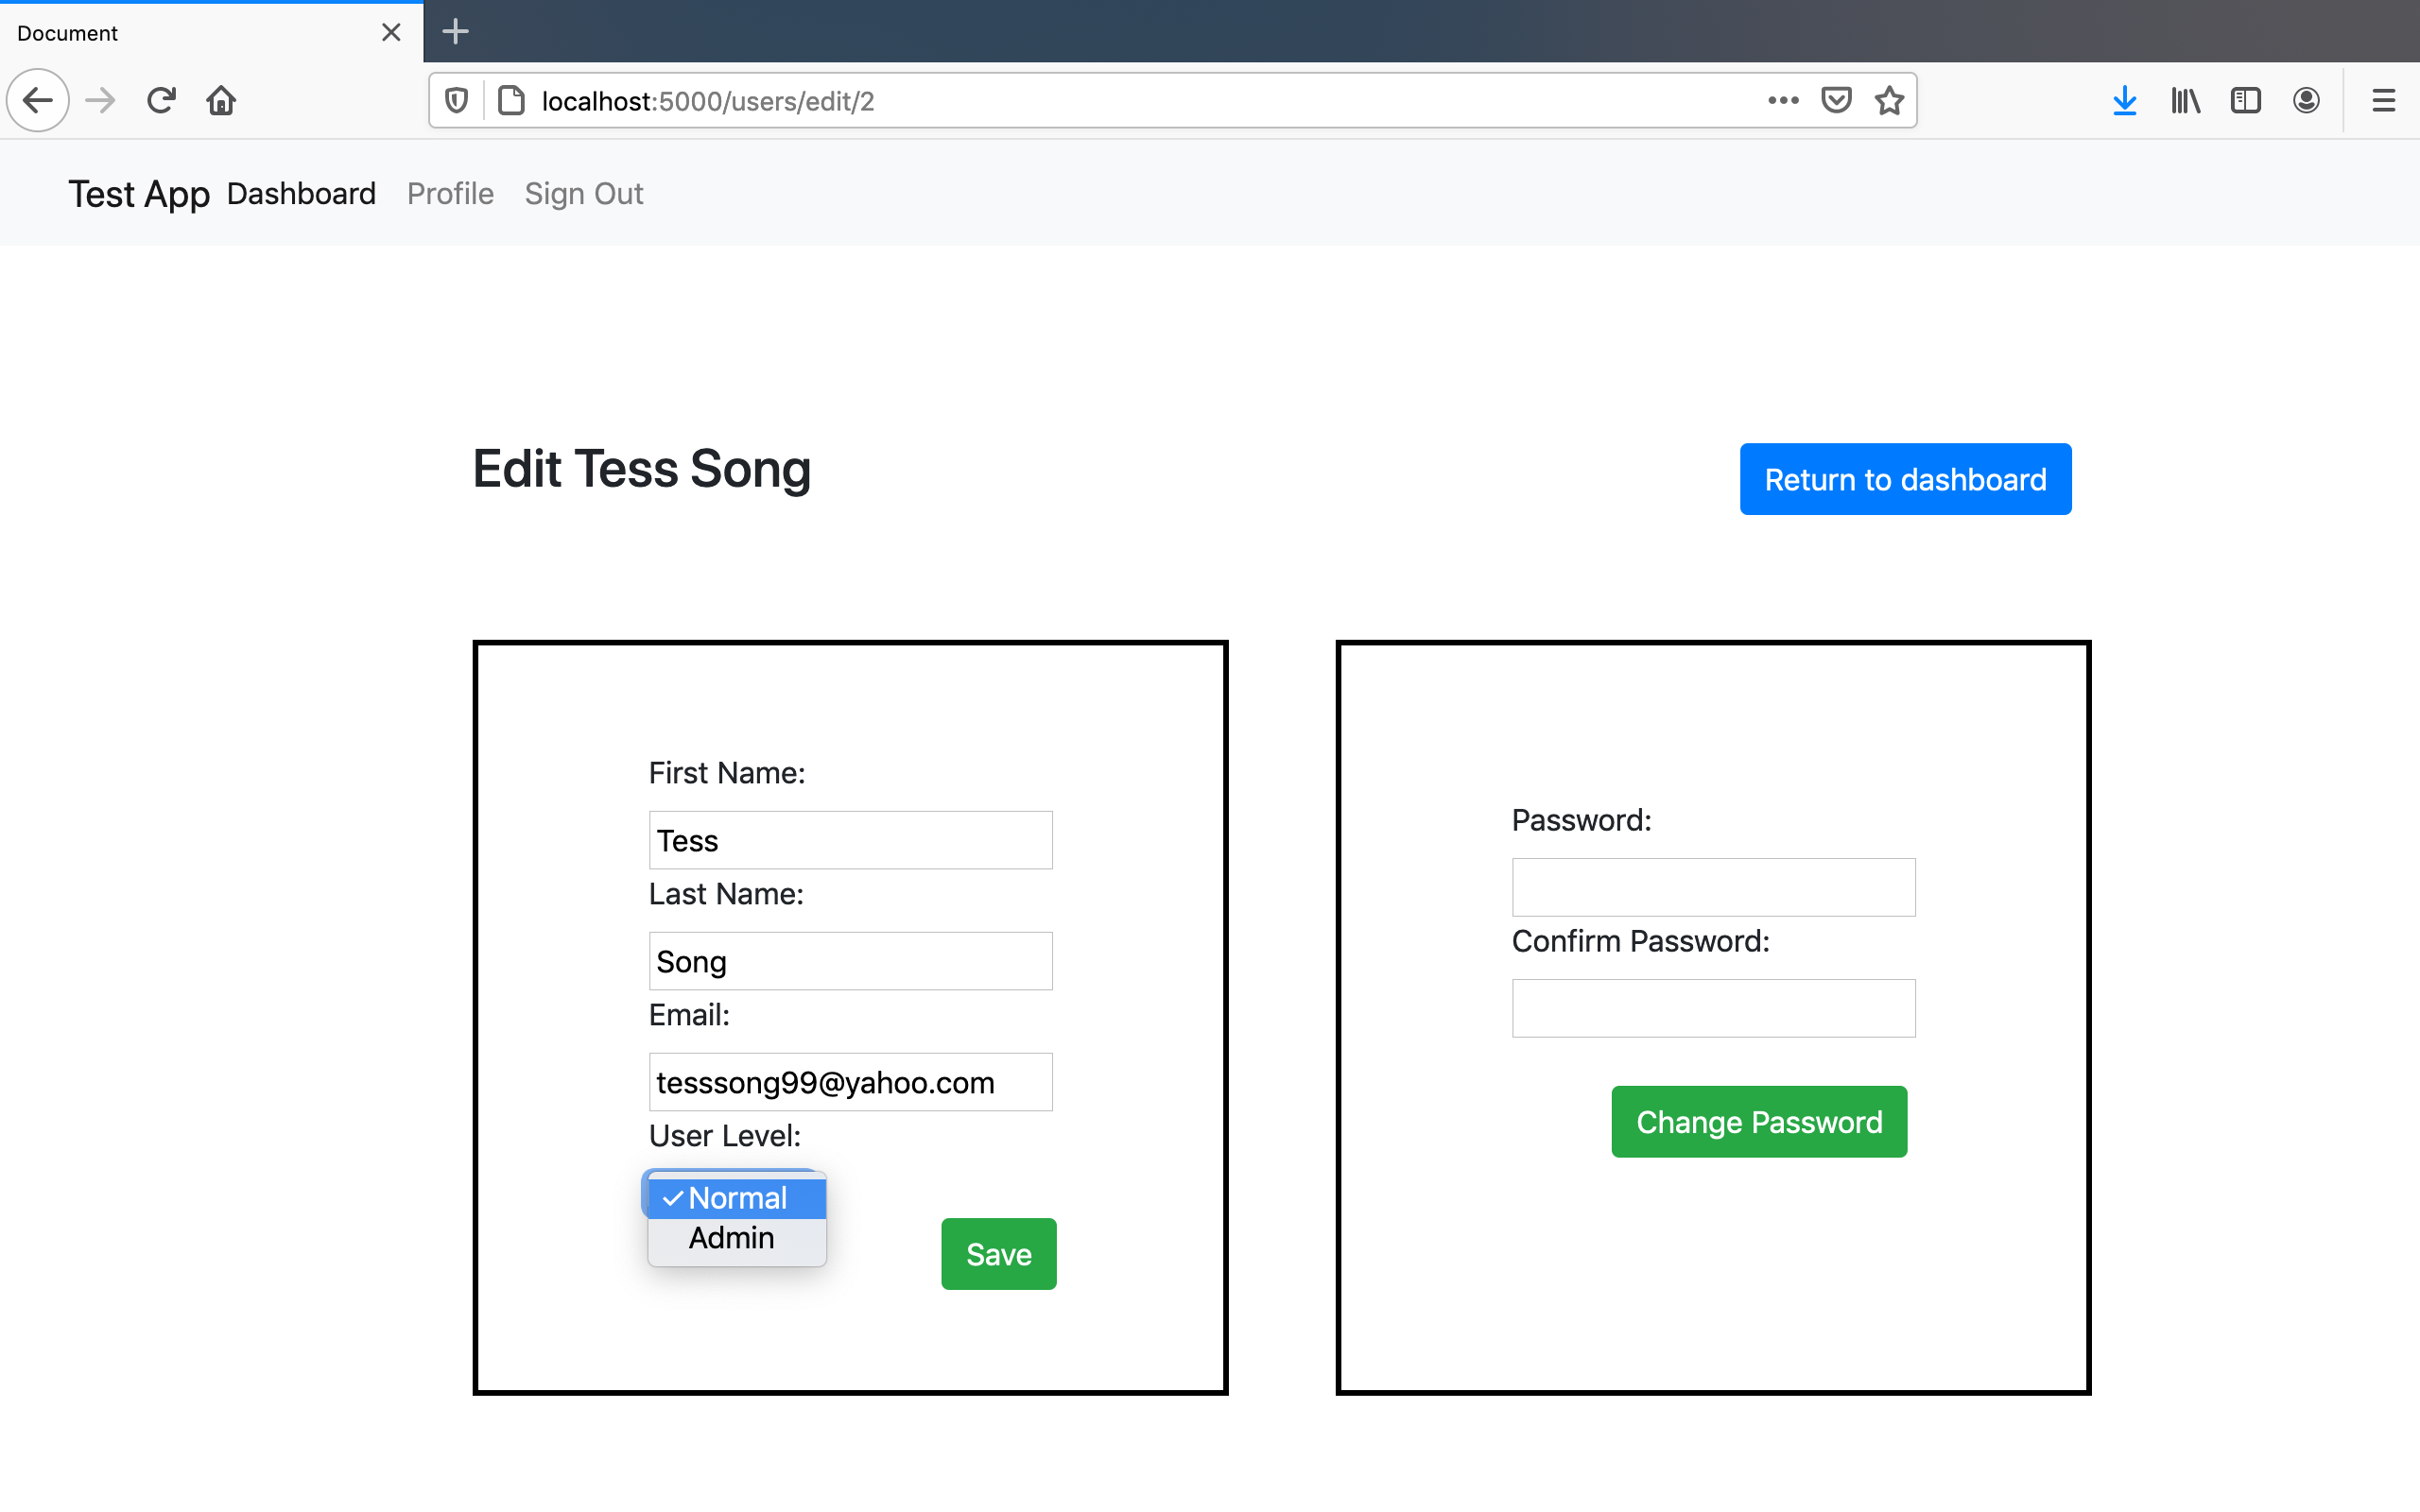 Document
localhost:5000/users/edit/2
Test App Dashboard Profile Sign Out
Edit Tess Song
Return to dashboard
First Name:
Tess
Last Name:
Song
Email:
tesssong99@yahoo.com
User Level:
Normal
Admin
Save
Password:
Confirm Password:
Change Password